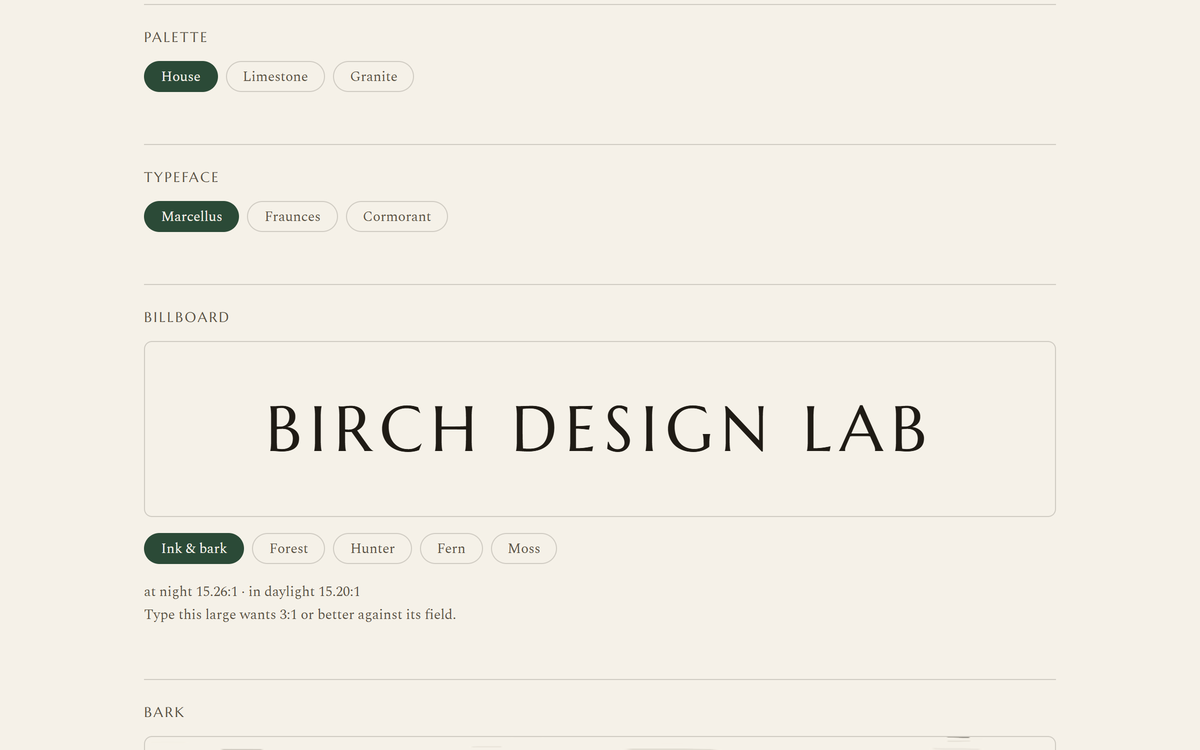 PALETTE
House Limestone Granite
TYPEFACE
Marcellus Fraunces Cormorant
BILLBOARD
BIRCH DESIGN LAB
Ink & bark Forest Hunter Fern Moss
at night 15.26:1 · in daylight 15.20:1
Type this large wants 3:1 or better against its field.
BARK